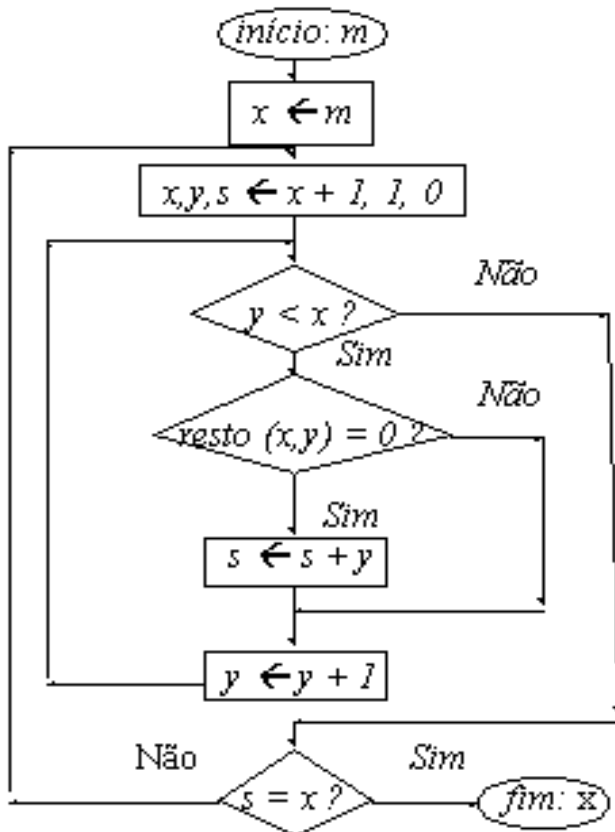 início: m
x ← m
x,y,s ← x + 1, 1, 0
Não
y < x ?
Sim
Não
resto (x,y) = 0 ?
Sim
s ← s + y
y ← y + 1
Não
Sim
s = x ?
fim: x